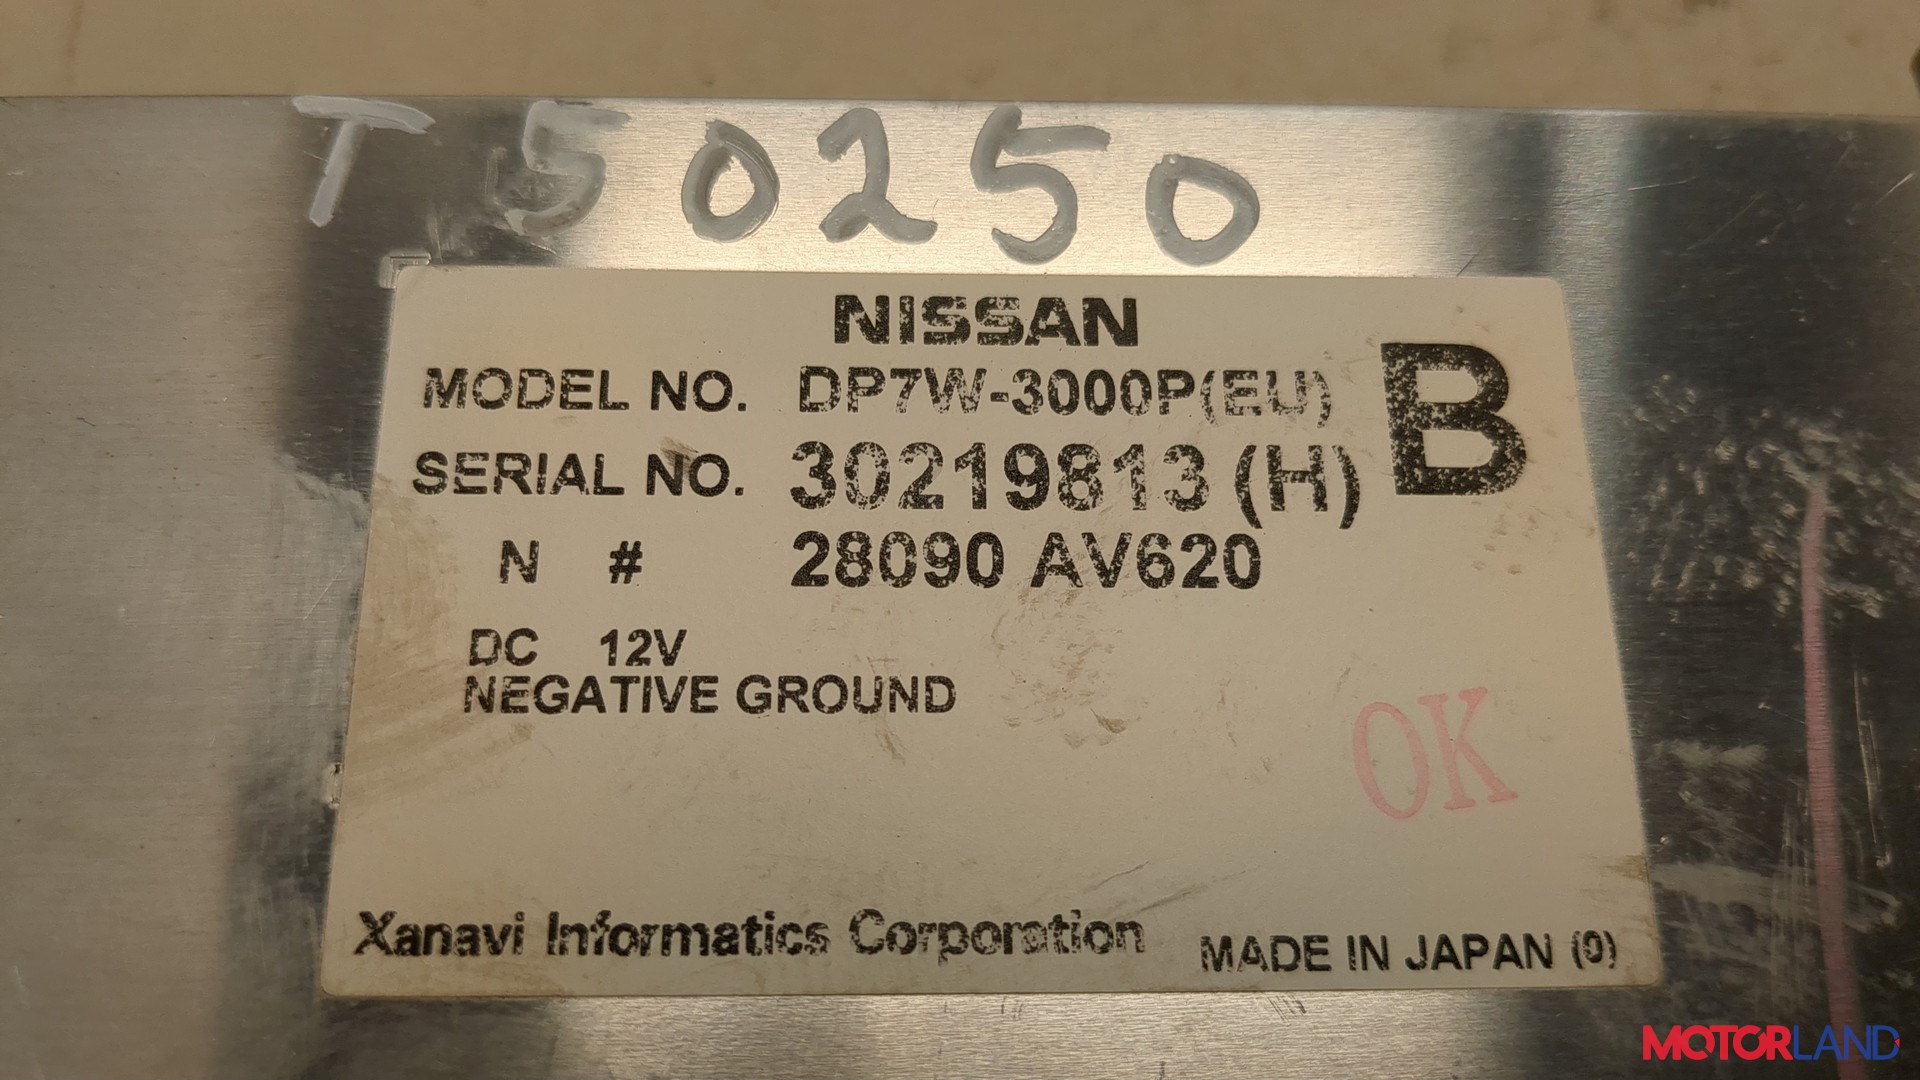 T 50250
NISSAN
MODEL NO. DP7W-3000P(EU)
B
SERIAL NO. 30219813 (H)
N # 28090 AV620
DC 12V
NEGATIVE GROUND
OK
Xanavi Informatics Corporation
MADE IN JAPAN (0)
MOTORLAND